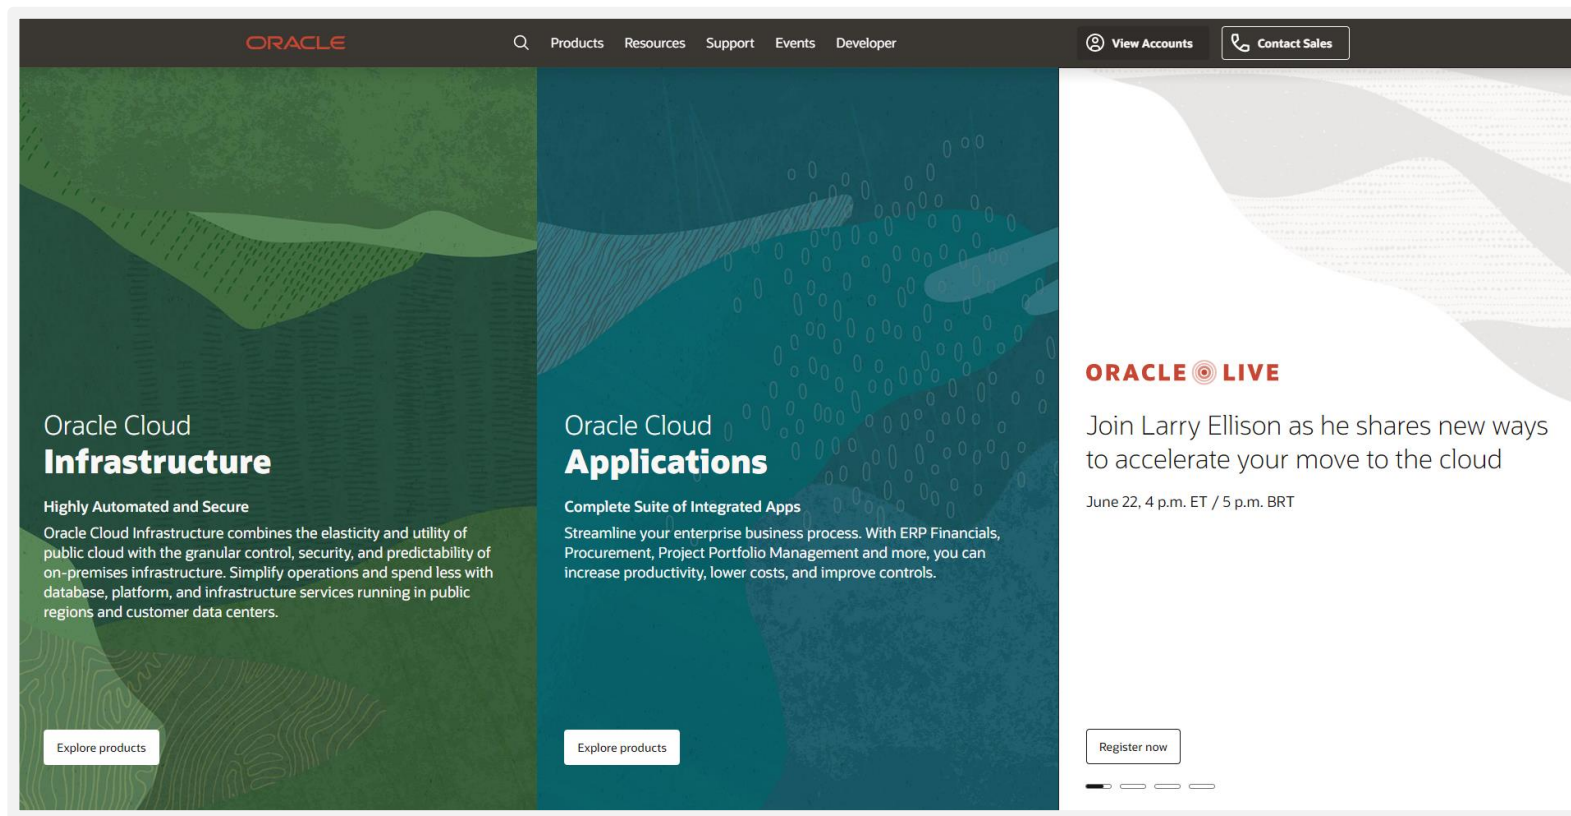 ORACLE
Products
Resources
Support
Events
Developer
View Accounts
Contact Sales
Oracle Cloud
Infrastructure
Highly Automated and Secure
Oracle Cloud Infrastructure combines the elasticity and utility of
public cloud with the granular control, security, and predictability of
on-premises infrastructure. Simplify operations and spend less with
database, platform, and infrastructure services running in public
regions and customer data centers.
Explore products
Oracle Cloud
Applications
Complete Suite of Integrated Apps
Streamline your enterprise business process. With ERP Financials,
Procurement, Project Portfolio Management and more, you can
increase productivity, lower costs, and improve controls.
Explore products
ORACLE LIVE
Join Larry Ellison as he shares new ways
to accelerate your move to the cloud
June 22, 4 p.m. ET / 5 p.m. BRT
Register now